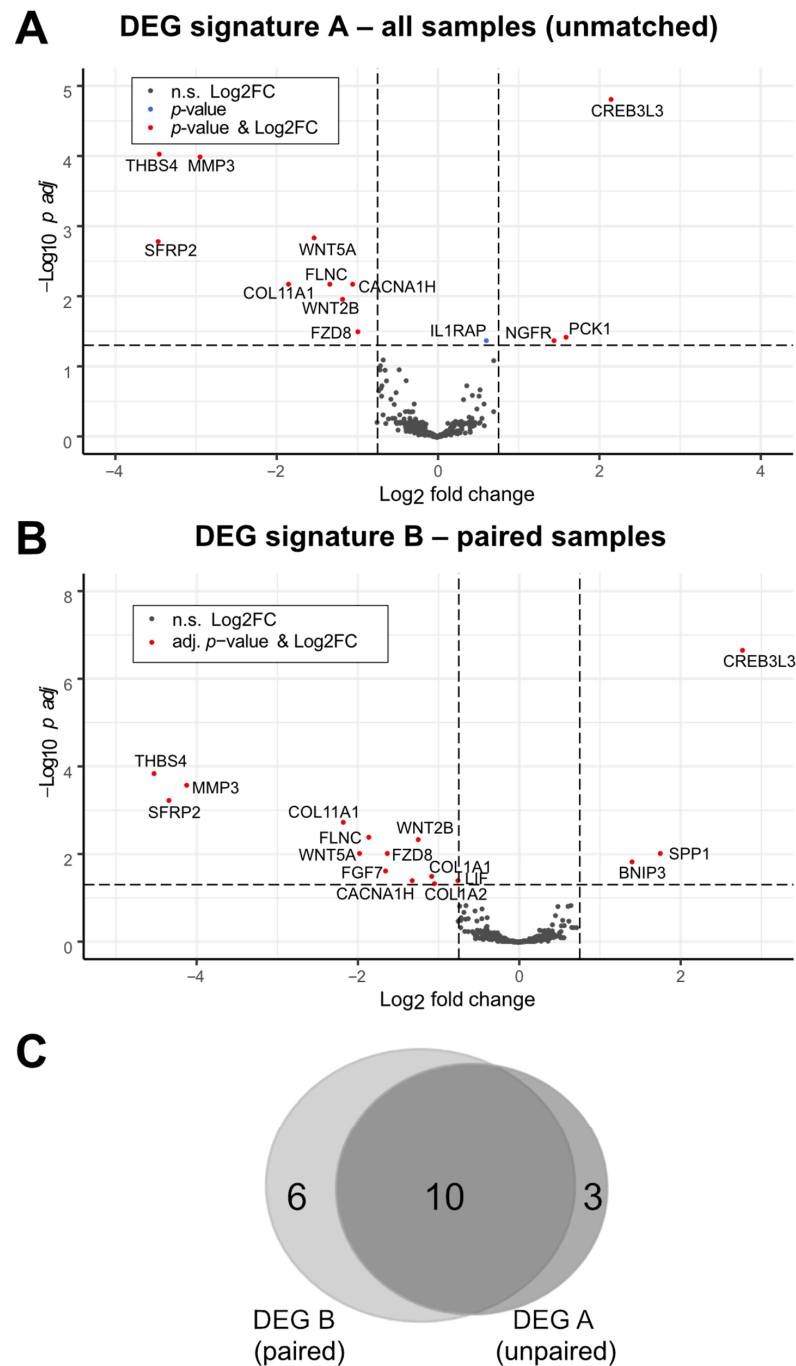 A
DEG signature A – all samples (unmatched)
n.s. Log2FC
p-value
p-value & Log2FC
CREB3L3
THBS4
MMP3
SFRP2
WNT5A
FLNC
COL11A1
CACNA1H
WNT2B
FZD8
IL1RAP
NGFR
PCK1
−Log10 p adj
5
4
3
2
1
0
−4
−2
0
2
4
Log2 fold change
B
DEG signature B – paired samples
n.s. Log2FC
adj. p−value & Log2FC
CREB3L3
THBS4
MMP3
SFRP2
COL11A1
FLNC
WNT2B
WNT5A
FZD8
FGF7
COL1A1
LIF
CACNA1H
COL1A2
SPP1
BNIP3
−Log10 p adj
8
6
4
2
0
−4
−2
0
2
Log2 fold change
C
6
10
3
DEG B
(paired)
DEG A
(unpaired)